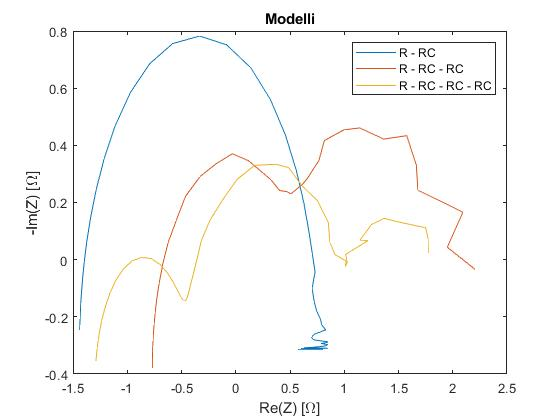 Modelli
R - RC
R - RC - RC
R - RC - RC - RC
0.8
0.6
0.4
0.2
0
-0.2
-0.4
-Im(Z) [Ω]
-1.5 -1 -0.5 0 0.5 1 1.5 2 2.5
Re(Z) [Ω]